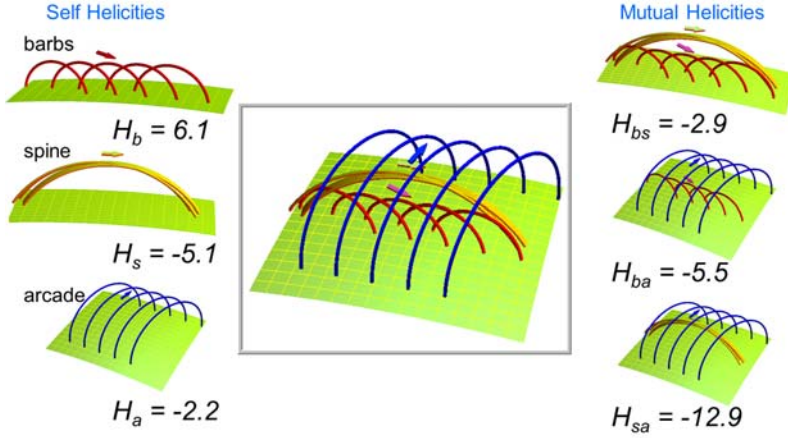 Self Helicities
barbs
H_b = 6.1
spine
H_s = -5.1
arcade
H_a = -2.2
Mutual Helicities
H_bs = -2.9
H_ba = -5.5
H_sa = -12.9